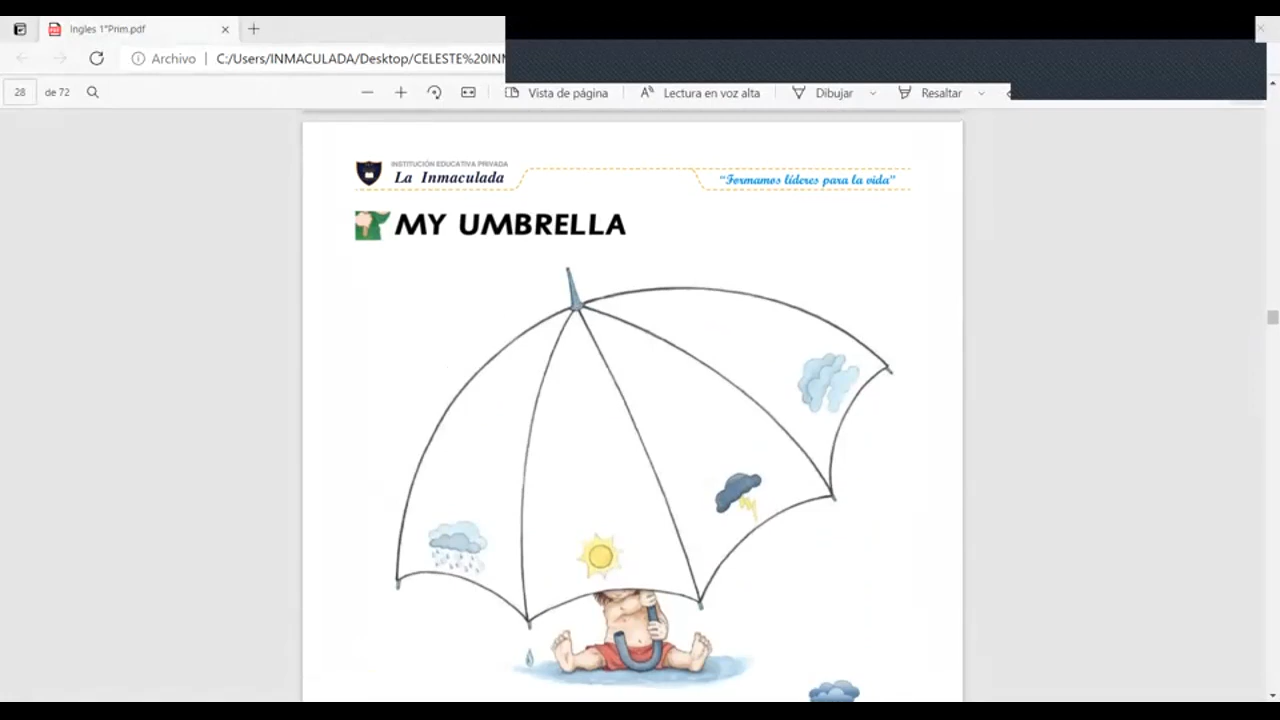 Ingles 1°Prim.pdf
Archivo
C:/Users/INMACULADA/Desktop/CELESTE%20INM
28 de 72
Vista de página
Lectura en voz alta
Dibujar
Resaltar
INSTITUCIÓN EDUCATIVA PRIVADA
La Inmaculada
"Formamos líderes para la vida"
MY UMBRELLA